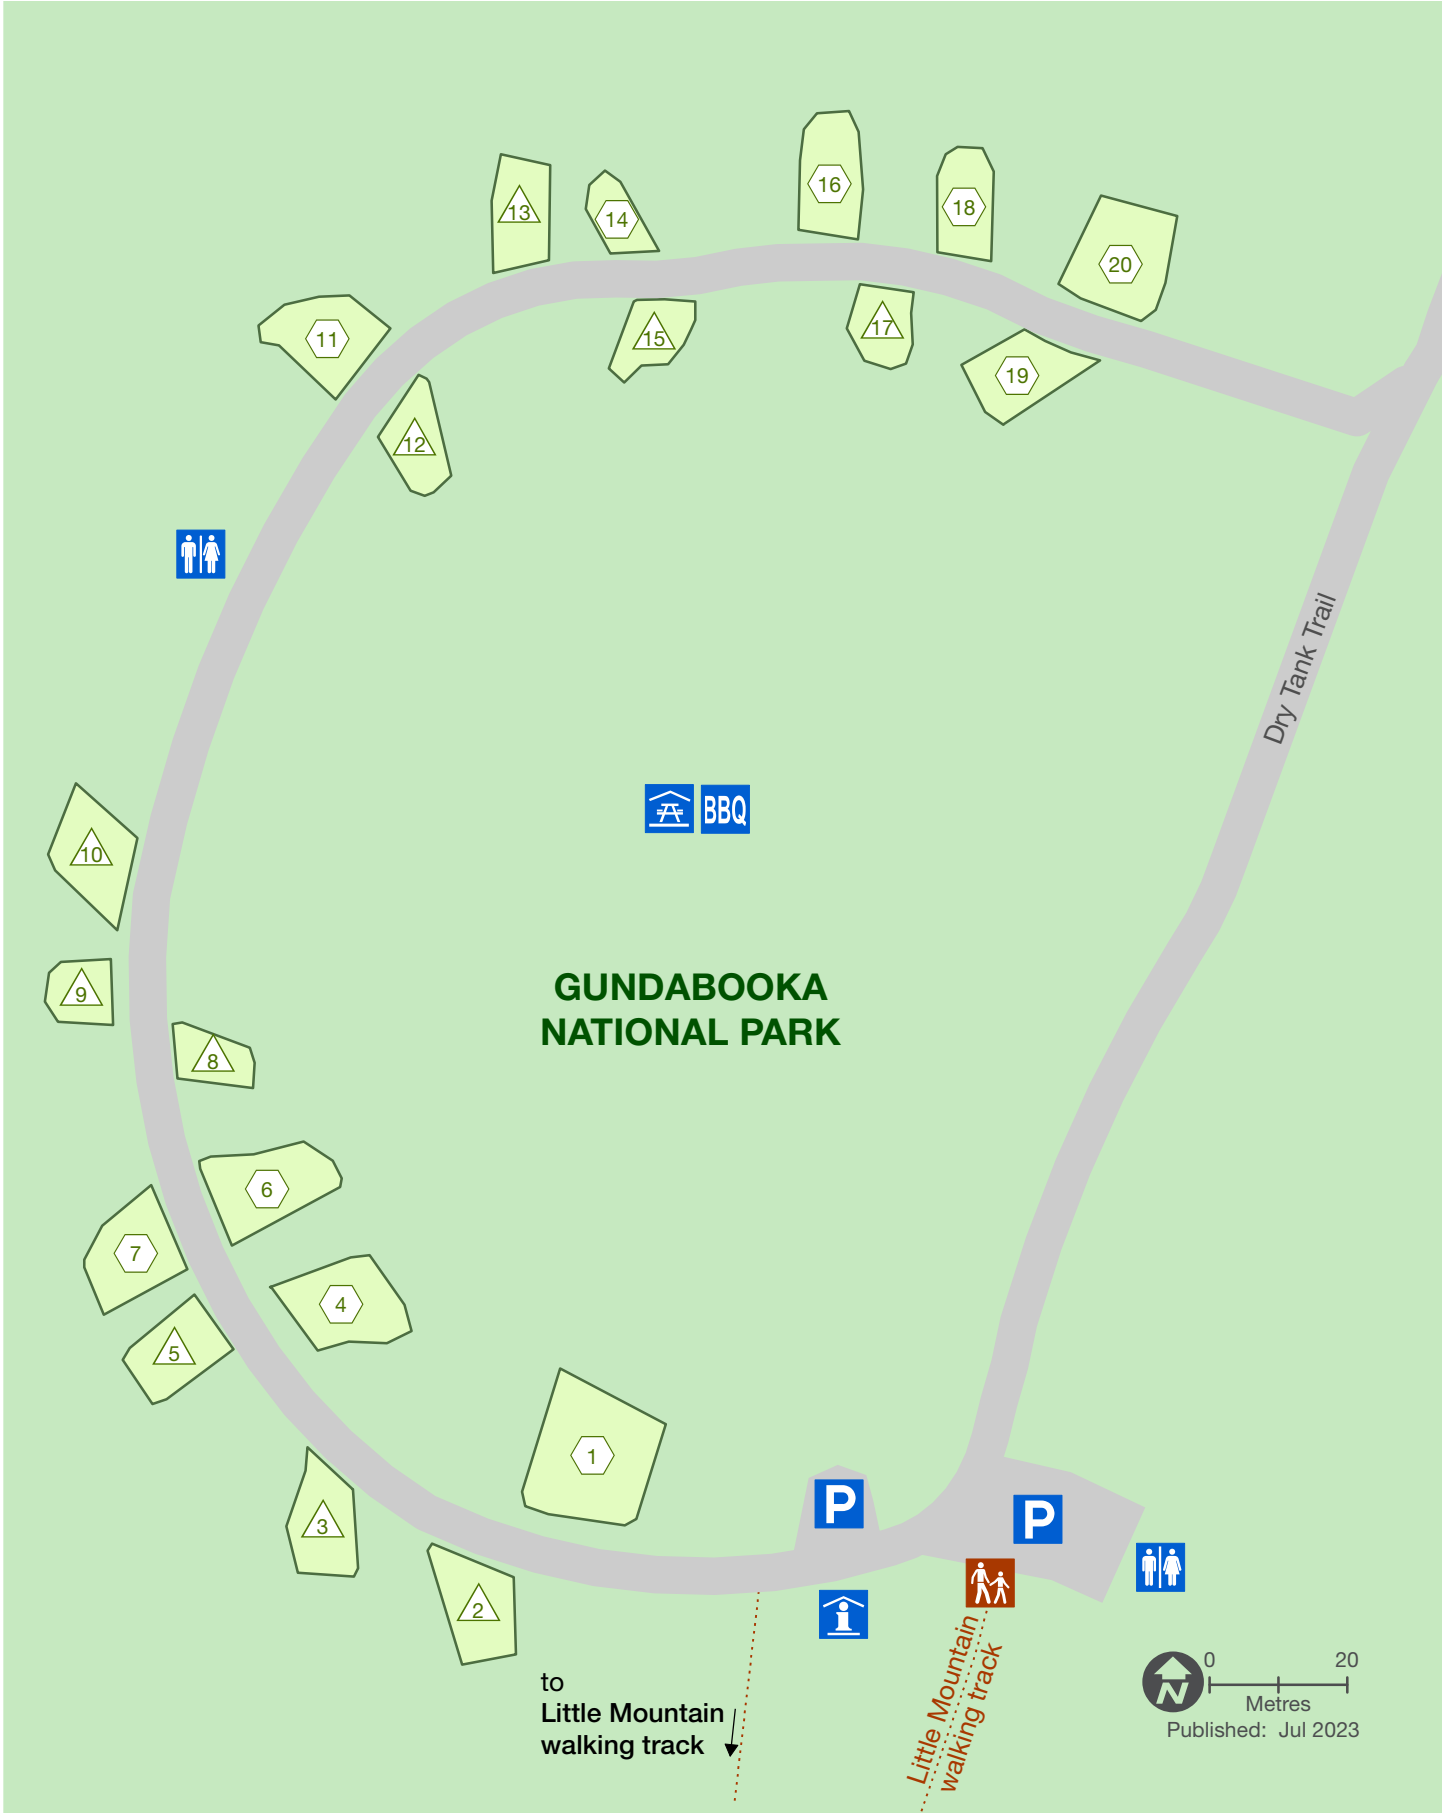 16
13
18
14
20
17
15
11
19
12
Dry Tank Trail
BBQ
10
GUNDABOOKA
NATIONAL PARK
9
8
6
7
4
5
1
P
P
3
2
i
Little Mountain
walking track
to
Little Mountain
walking track
0 20
N
Metres
Published: Jul 2023